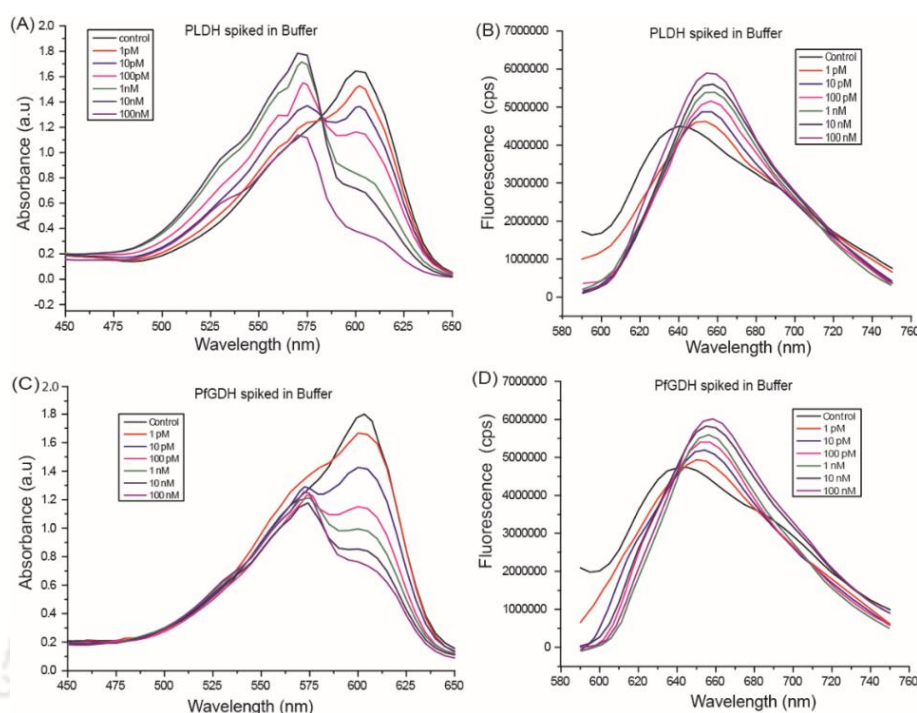 (A)
PLDH spiked in Buffer
control
1pM
10pM
100pM
1nM
10nM
100nM
2.0
1.8
1.6
1.4
1.2
1.0
0.8
0.6
0.4
0.2
0.0
-0.2
Absorbance (a.u)
450 475 500 525 550 575 600 625 650
Wavelength (nm)
(B)
PLDH spiked in Buffer
Control
1 pM
10 pM
100 pM
1 nM
10 nM
100 nM
7000000
6000000
5000000
4000000
3000000
2000000
1000000
0
Fluorescence (cps)
580 600 620 640 660 680 700 720 740 760
Wavelength (nm)
(C)
PfGDH spiked in Buffer
Control
1 pM
10 pM
100 pM
1 nM
10 nM
100 nM
2.0
1.8
1.6
1.4
1.2
1.0
0.8
0.6
0.4
0.2
0.0
Absorbance (a.u)
450 475 500 525 550 575 600 625 650
Wavelength (nm)
(D)
PfGDH spiked in Buffer
Control
1 pM
10 pM
100 pM
1 nM
10 nM
100 nM
7000000
6000000
5000000
4000000
3000000
2000000
1000000
0
Fluorescence (cps)
580 600 620 640 660 680 700 720 740 760
Wavelength (nm)